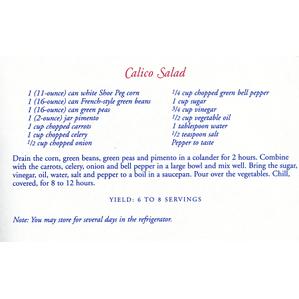 Calico Salad
1 (11-ounce) can white Shoe Peg corn
1 (16-ounce) can French-style green beans
1 (16-ounce) can green peas
1 (2-ounce) jar pimento
1 cup chopped carrots
1 cup chopped celery
1/2 cup chopped onion
1/4 cup chopped green bell pepper
1 cup sugar
3/4 cup vinegar
1/2 cup vegetable oil
1 tablespoon water
1/2 teaspoon salt
Pepper to taste
Drain the corn, green beans, green peas and pimento in a colander for 2 hours. Combine
with the carrots, celery, onion and bell pepper in a large bowl and mix well. Bring the sugar,
vinegar, oil, water, salt and pepper to a boil in a saucepan. Pour over the vegetables. Chill,
covered, for 8 to 12 hours.
YIELD: 6 TO 8 SERVINGS
Note: You may store for several days in the refrigerator.